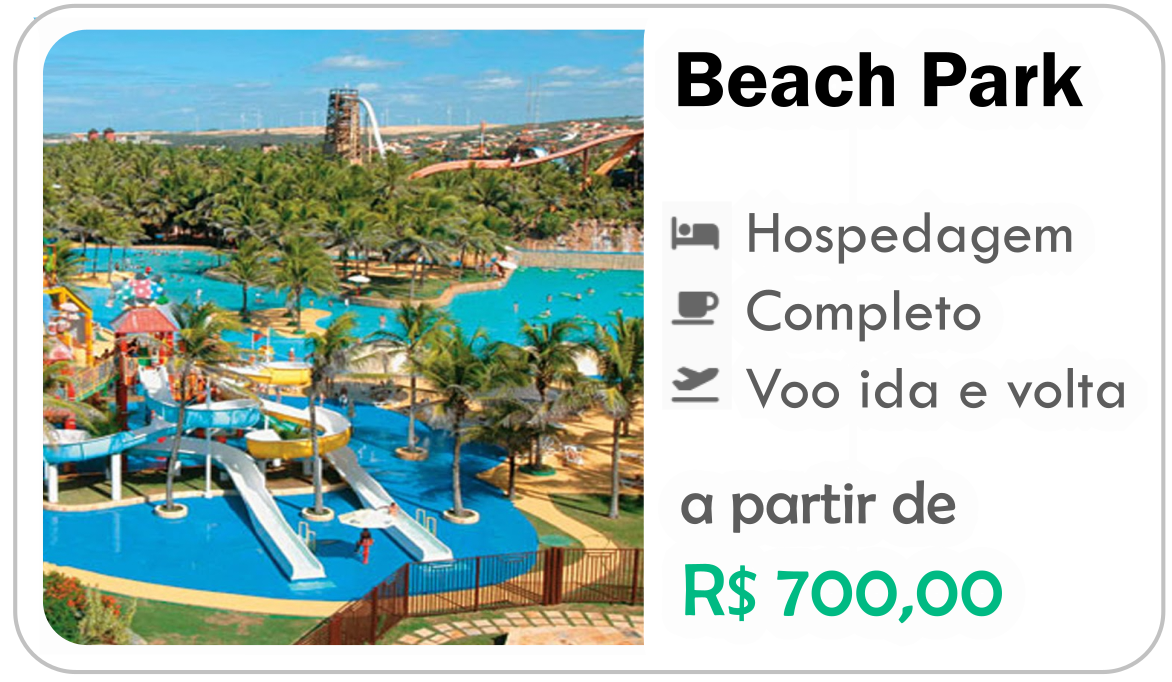 Beach Park
Hospedagem
Completo
Voo ida e volta
a partir de
R$ 700,00